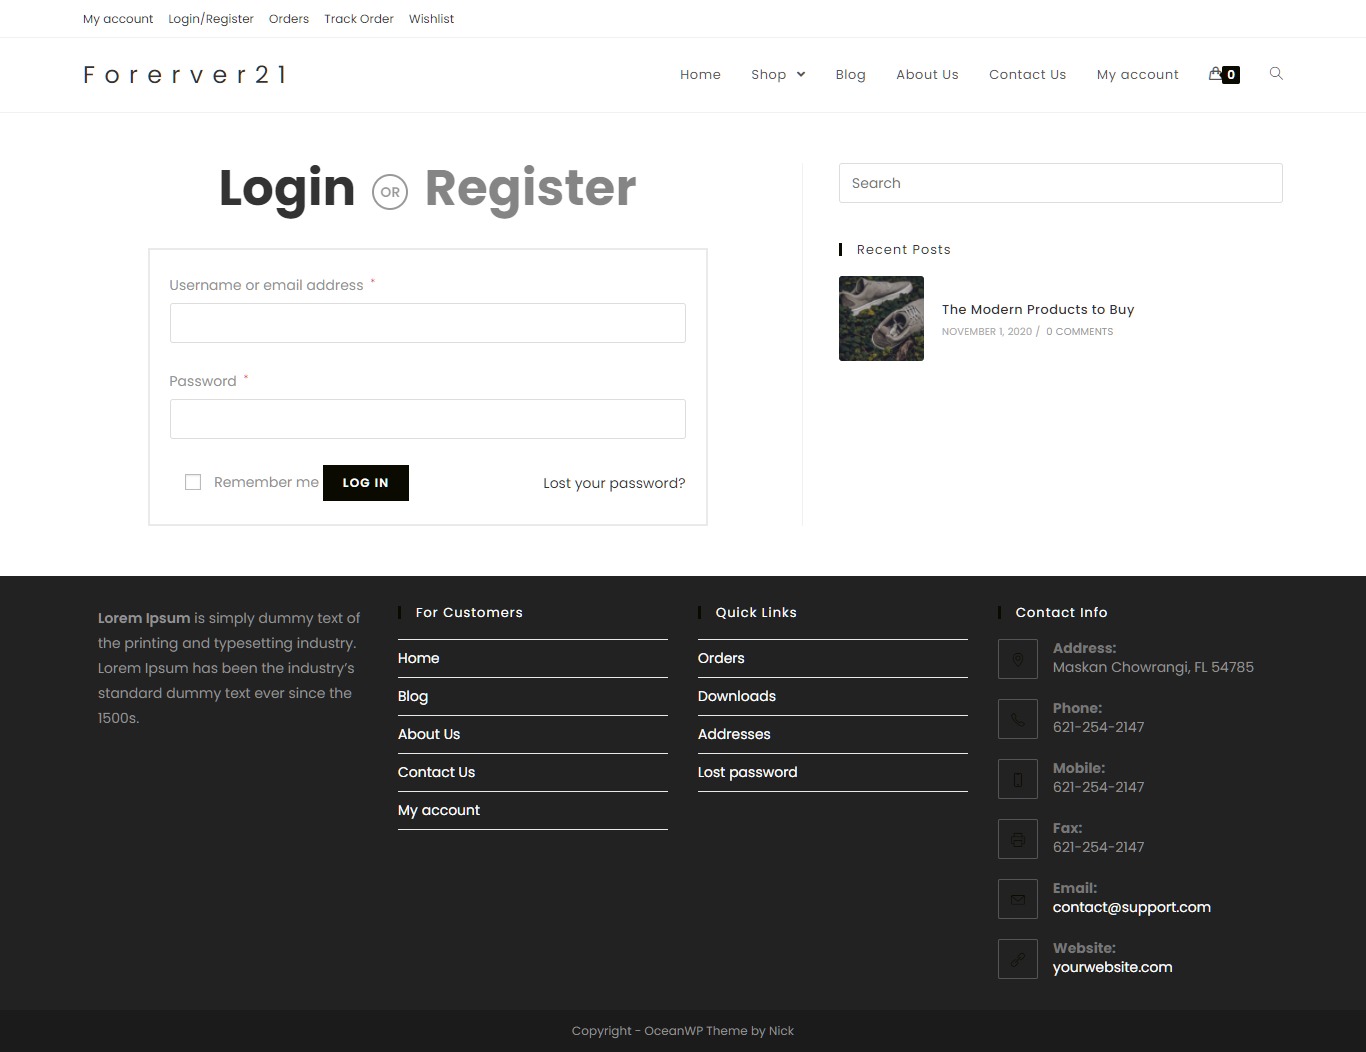 My account Login/Register Orders Track Order Wishlist
Forerver21
Home Shop Blog About Us Contact Us My account 0
Login OR Register
Username or email address *
Password *
Remember me LOG IN Lost your password?
Search
Recent Posts
The Modern Products to Buy
NOVEMBER 1, 2020 / 0 COMMENTS
Lorem Ipsum is simply dummy text of
the printing and typesetting industry.
Lorem Ipsum has been the industry’s
standard dummy text ever since the
1500s.
For Customers
Home
Blog
About Us
Contact Us
My account
Quick Links
Orders
Downloads
Addresses
Lost password
Contact Info
Address:
Maskan Chowrangi, FL 54785
Phone:
621-254-2147
Mobile:
621-254-2147
Fax:
621-254-2147
Email:
contact@support.com
Website:
yourwebsite.com
Copyright - OceanWP Theme by Nick